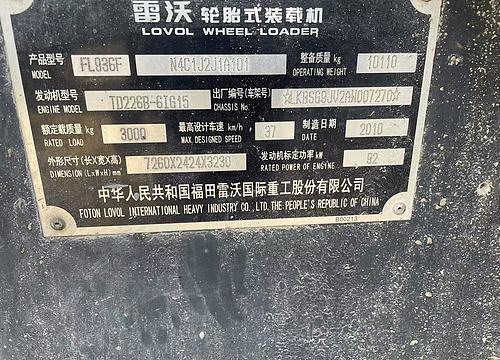 雷沃 轮胎式装载机
LOVOL WHEEL LOADER
产品型号 FL936F N4C1J2J1A101 整备质量 kg 10110
MODEL OPERATING WEIGHT
发动机型号 TD226B-6IG15 出厂编号(车架号) ☆LKBSG9JV2AW007270☆
ENGINE MODEL CHASSIS No.
额定载质量 kg 3000 最高设计车速 km/h 37 制造日期 2010
RATED LOAD MAX. DESIGNED SPEED DATE
外形尺寸(长X宽X高) 7260X2424X3230 发动机标定功率 kW 92
DIMENSION (LxWxH) mm RATED POWER OF ENGINE
中华人民共和国福田雷沃国际重工股份有限公司
FOTON LOVOL INTERNATIONAL HEAVY INDUSTRY CO., LTD. THE PEOPLE'S REPUBLIC OF CHINA
B00213